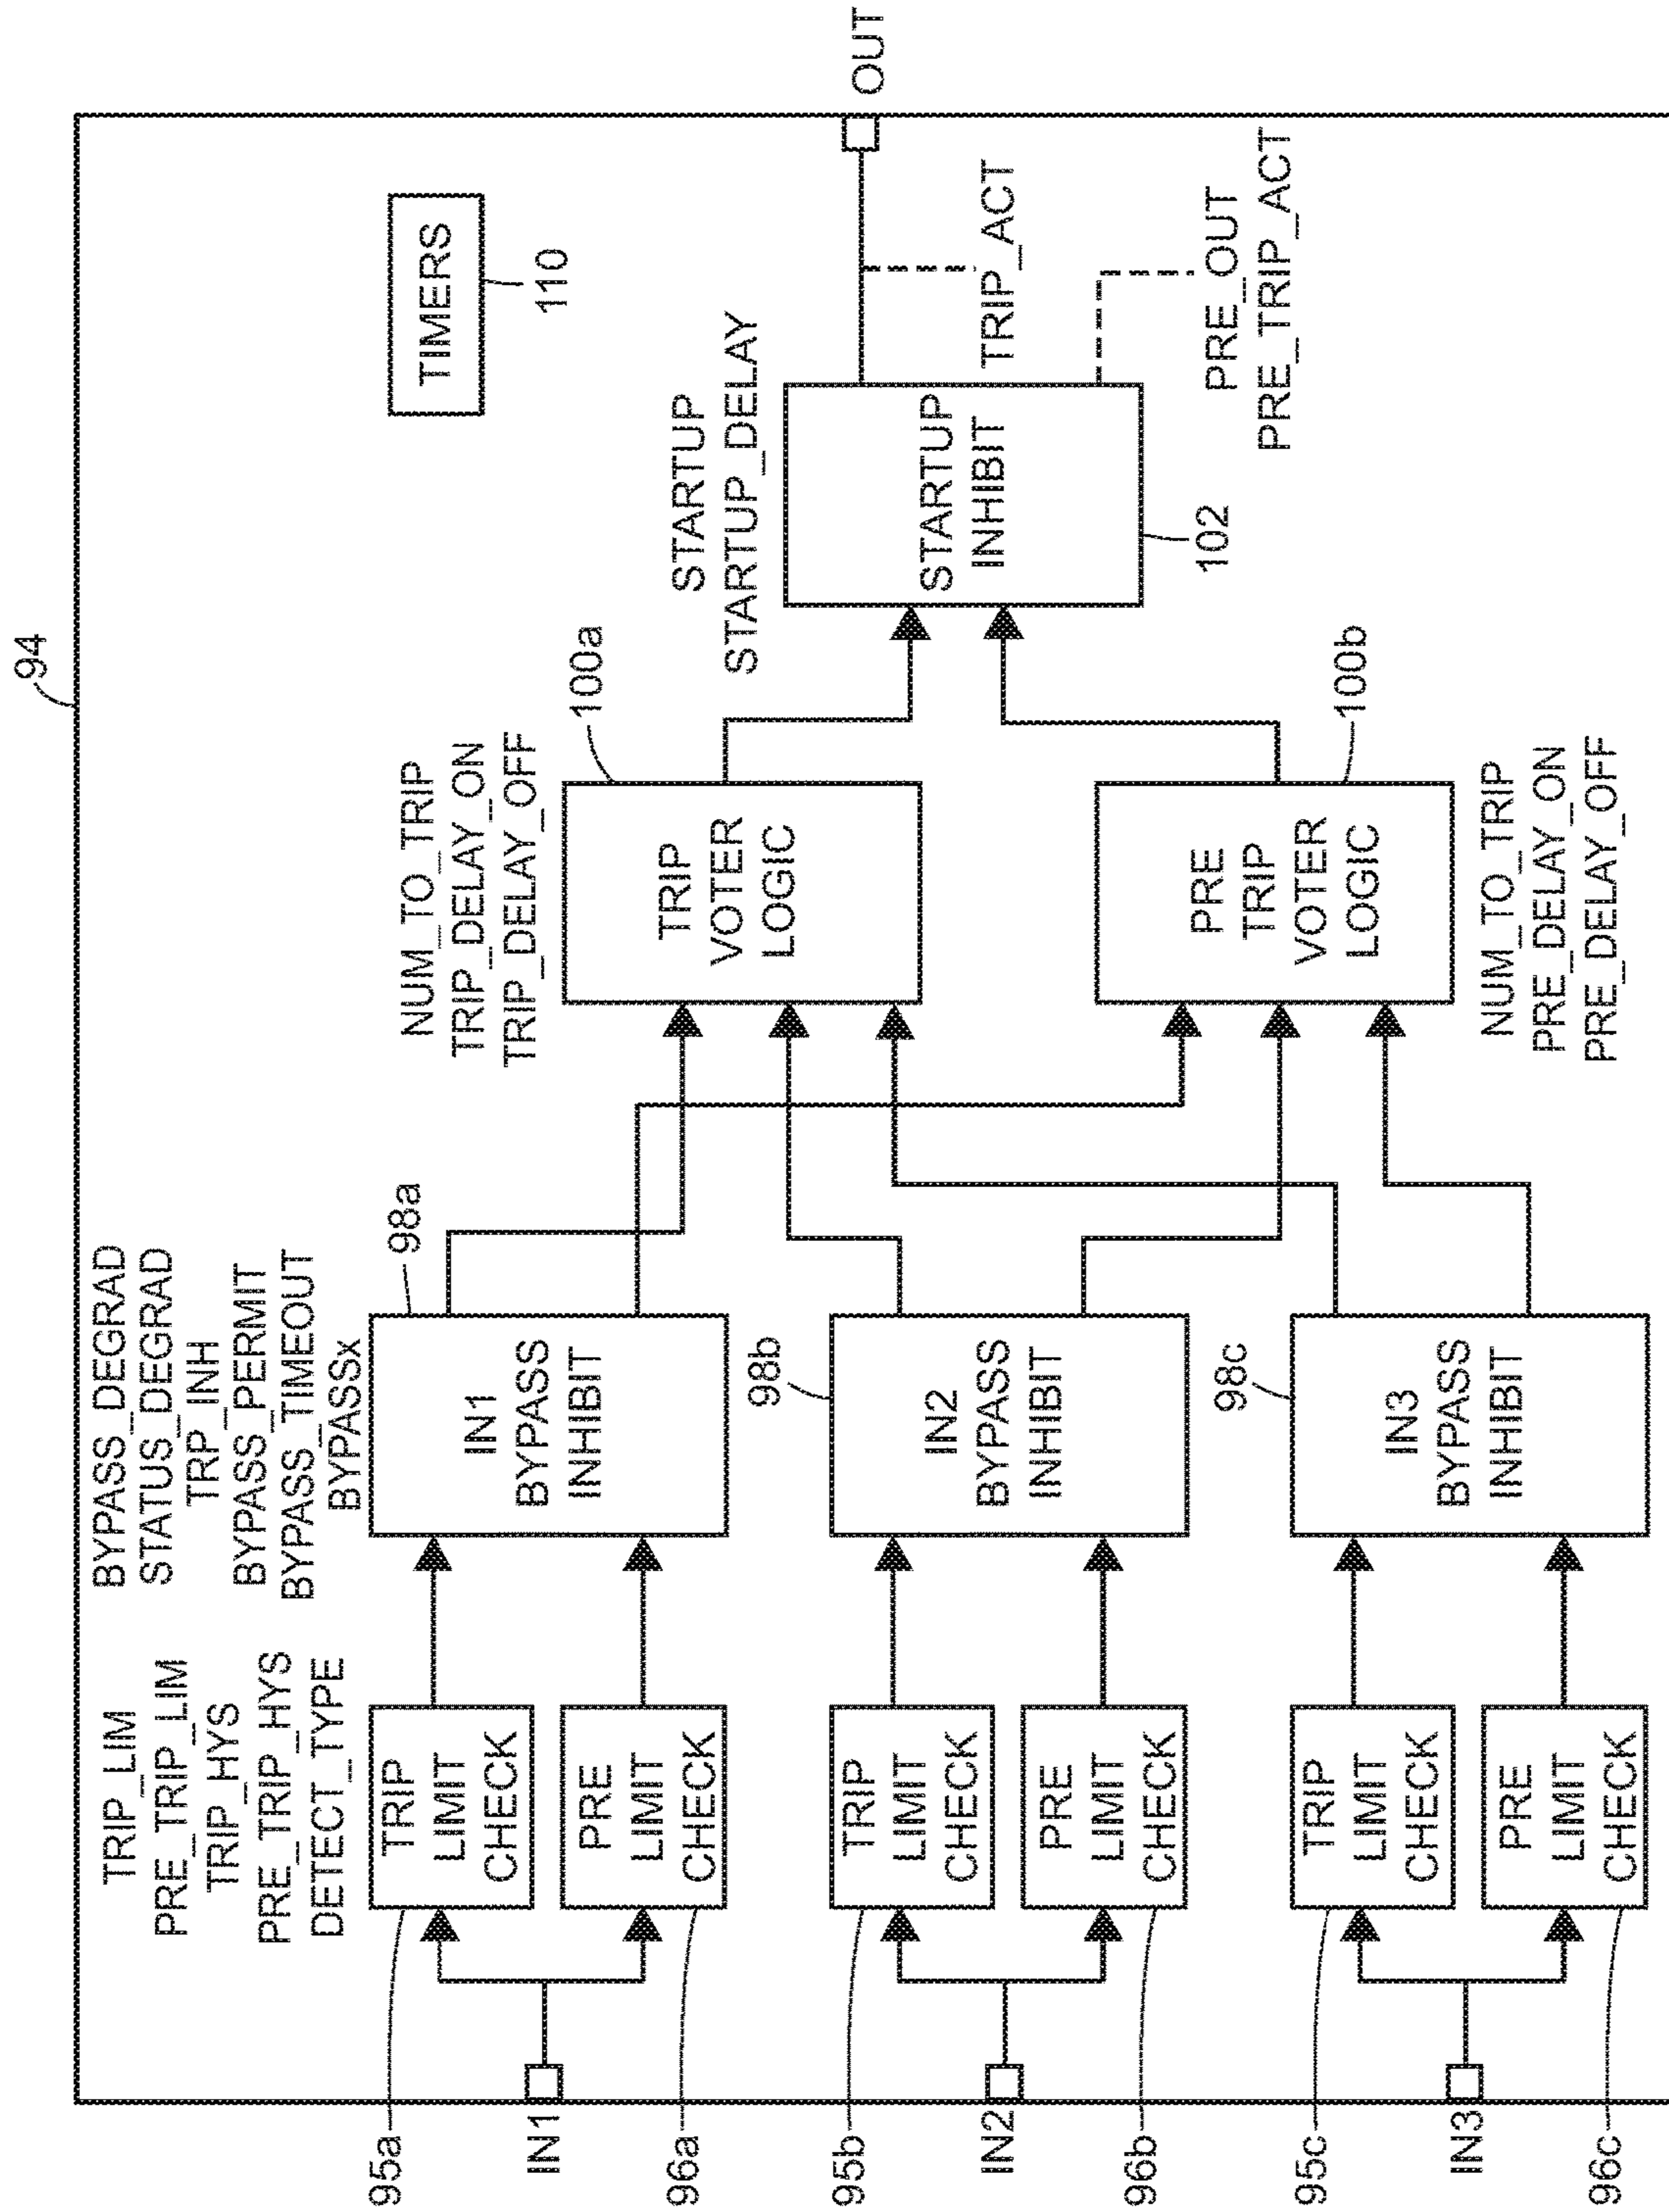 94
TRIP_LIM
PRE_TRIP_LIM
TRIP_HYS
PRE_TRIP_HYS
DETECT_TYPE
BYPASS_DEGRAD
STATUS_DEGRAD
TRP_INH
BYPASS_PERMIT
BYPASS_TIMEOUT
BYPASSx
95a
IN1
96a
TRIP
LIMIT
CHECK
PRE
LIMIT
CHECK
98a
IN1
BYPASS
INHIBIT
95b
IN2
96b
TRIP
LIMIT
CHECK
PRE
LIMIT
CHECK
98b
IN2
BYPASS
INHIBIT
95c
IN3
96c
TRIP
LIMIT
CHECK
PRE
LIMIT
CHECK
98c
IN3
BYPASS
INHIBIT
NUM_TO_TRIP
TRIP_DELAY_ON
TRIP_DELAY_OFF
100a
TRIP
VOTER
LOGIC
PRE
TRIP
VOTER
LOGIC
100b
NUM_TO_TRIP
PRE_DELAY_ON
PRE_DELAY_OFF
STARTUP
STARTUP_DELAY
STARTUP
INHIBIT
102
TIMERS
110
OUT
TRIP_ACT
PRE_OUT
PRE_TRIP_ACT